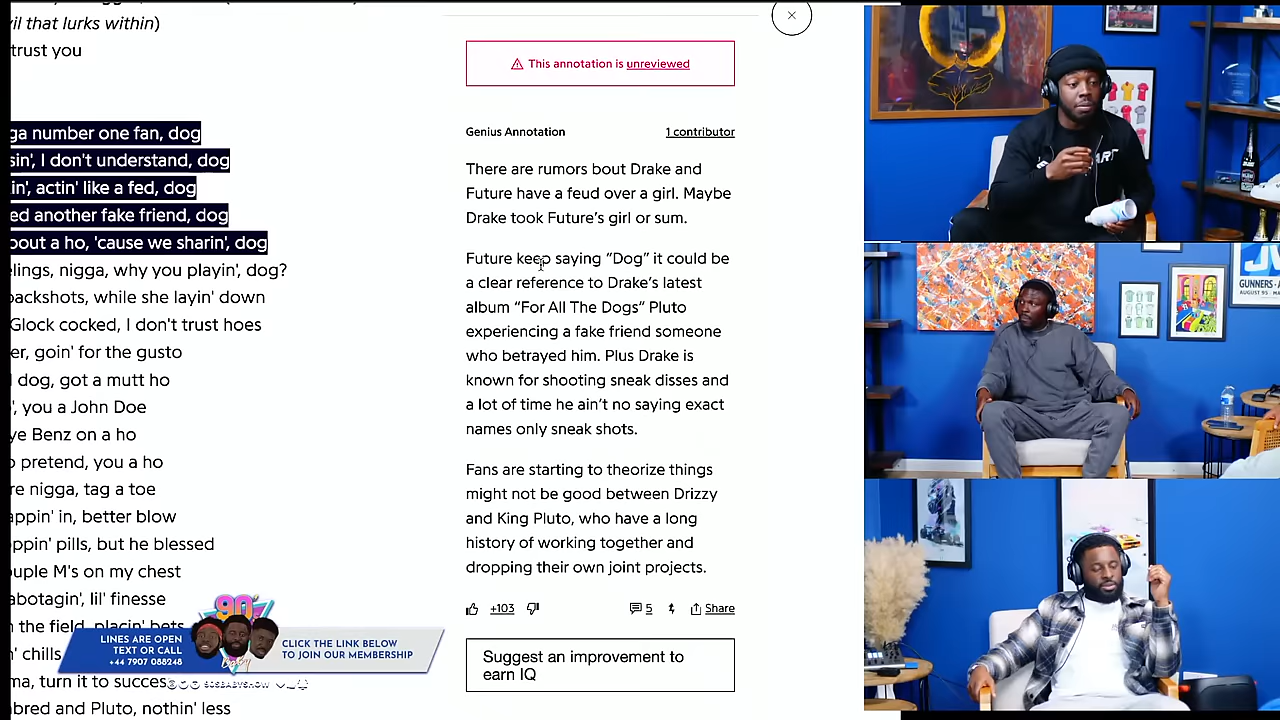 vil that lurks within)
trust you
ga number one fan, dog
sin', I don't understand, dog
in', actin' like a fed, dog
ed another fake friend, dog
bout a ho, 'cause we sharin', dog
elings, nigga, why you playin', dog?
backshots, while she layin' down
Glock cocked, I don't trust hoes
er, goin' for the gusto
dog, got a mutt ho
, you a John Doe
ye Benz on a ho
pretend, you a ho
re nigga, tag a toe
appin' in, better blow
oppin' pills, but he blessed
ouple M's on my chest
abotagin', lil' finesse
the field, placin' bets
chills
ma, turn it to success
bred and Pluto, nothin' less
This annotation is unreviewed
Genius Annotation
1 contributor
There are rumors bout Drake and
Future have a feud over a girl. Maybe
Drake took Future's girl or sum.
Future keep saying “Dog” it could be
a clear reference to Drake's latest
album “For All The Dogs” Pluto
experiencing a fake friend someone
who betrayed him. Plus Drake is
known for shooting sneak disses and
a lot of time he ain't no saying exact
names only sneak shots.
Fans are starting to theorize things
might not be good between Drizzy
and King Pluto, who have a long
history of working together and
dropping their own joint projects.
+103
5
Share
Suggest an improvement to
earn IQ
LINES ARE OPEN
TEXT OR CALL
+44 7907 088248
90
CLICK THE LINK BELOW
TO JOIN OUR MEMBERSHIP
90SBABYSHOW
GUNNERS
AUGUST 95